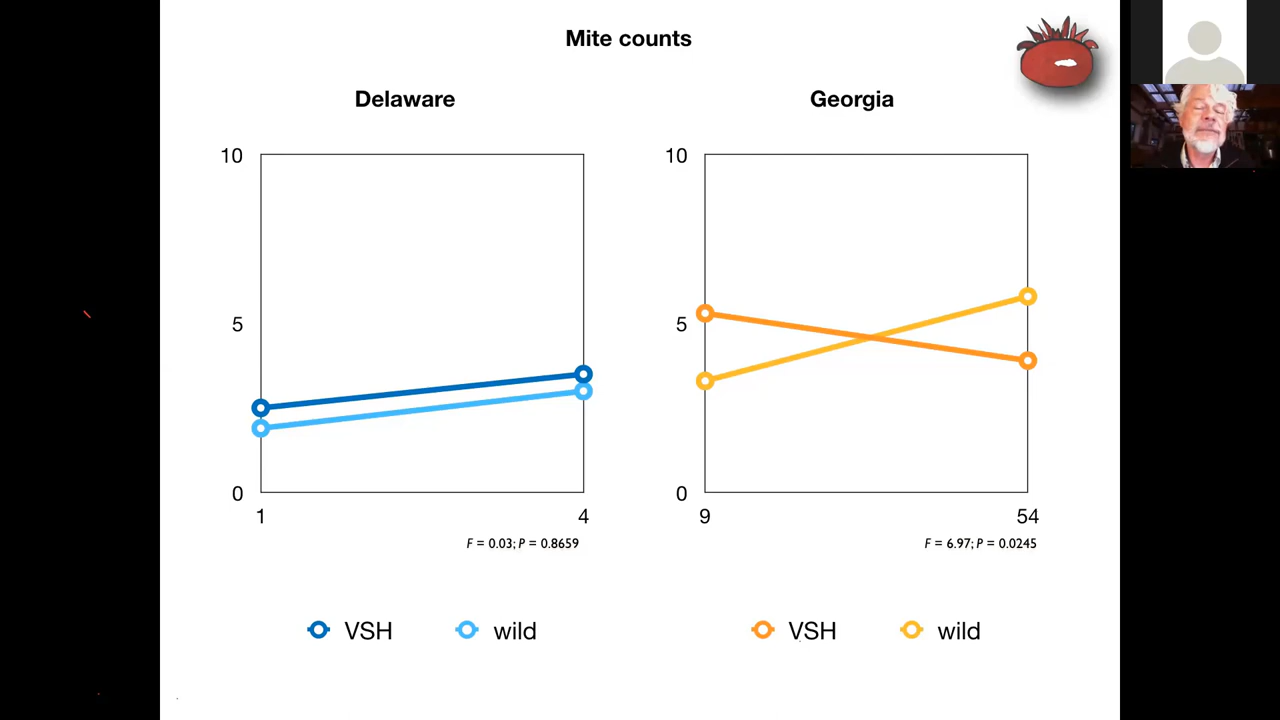 Mite counts
Delaware
Georgia
10
5
0
1
4
F = 0.03; P = 0.8659
VSH
wild
10
5
0
9
54
F = 6.97; P = 0.0245
VSH
wild